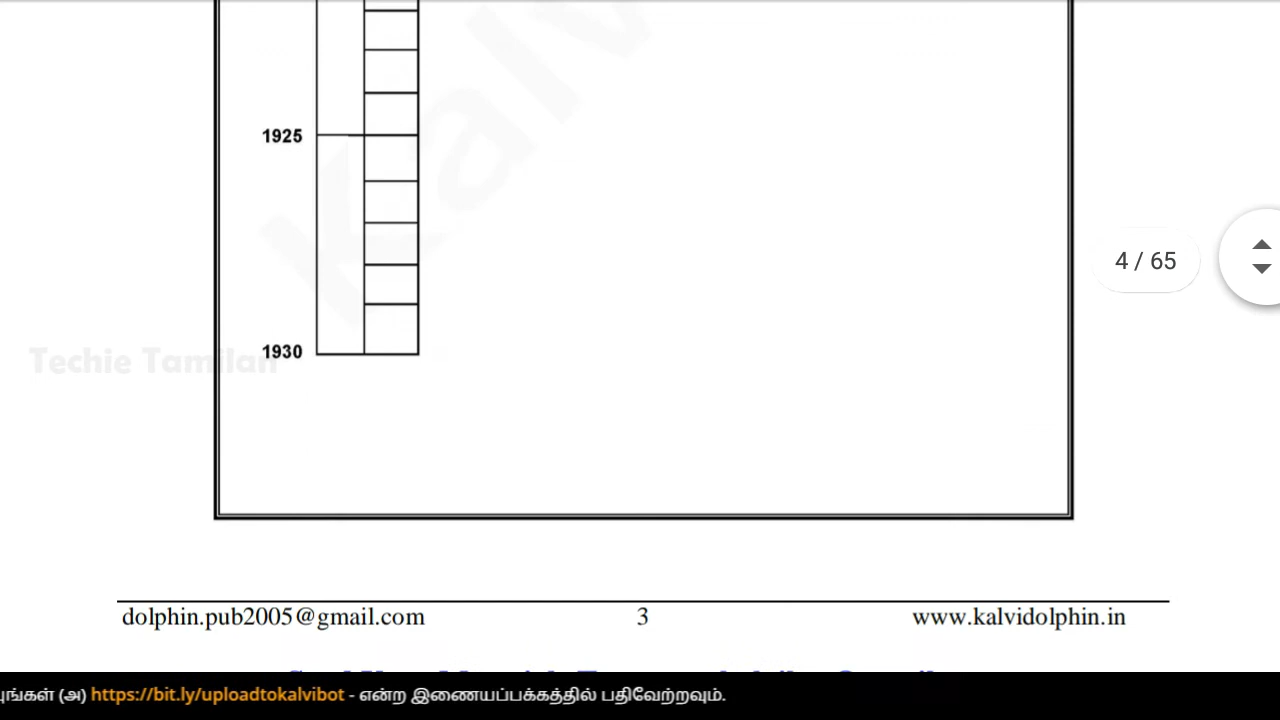 Kalv
1925
4 / 65
1930
Techie Tamilan
dolphin.pub2005@gmail.com 3 www.kalvidolphin.in
ங்கள் (அ) https://bit.ly/uploadtokalvibot - என்ற இணையப்பக்கத்தில் பதிவேற்றவும்.